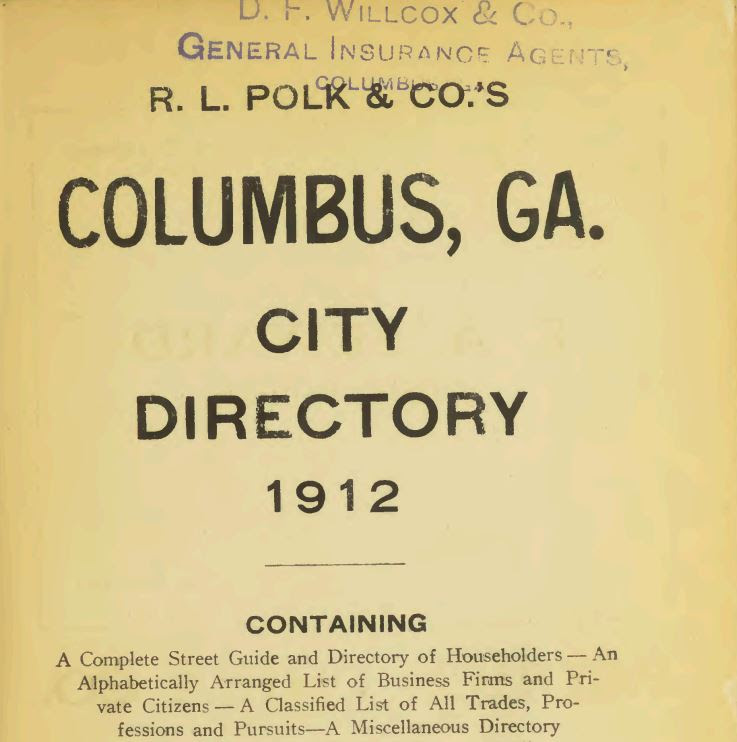 D. F. WILLCOX & CO.,
GENERAL INSURANCE AGENTS,
COLUMBUS, GA.
R. L. POLK & CO.'S
COLUMBUS, GA.
CITY
DIRECTORY
1912
CONTAINING
A Complete Street Guide and Directory of Householders — An
Alphabetically Arranged List of Business Firms and Pri-
vate Citizens — A Classified List of All Trades, Pro-
fessions and Pursuits—A Miscellaneous Directory